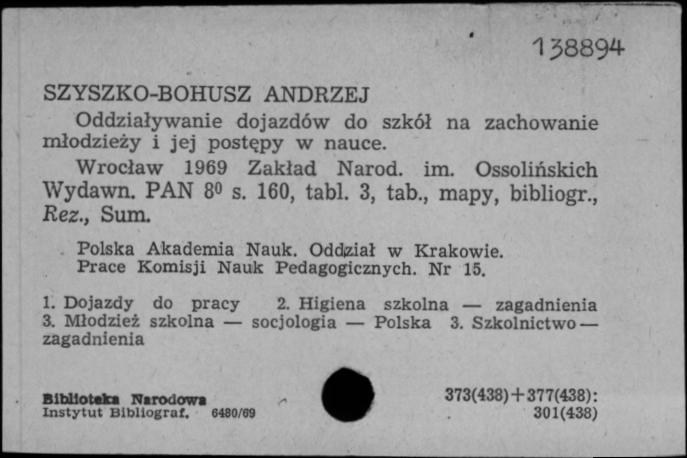 138894
SZYSZKO-BOHUSZ ANDRZEJ
Oddziaływanie dojazdów do szkół na zachowanie
młodzieży i jej postępy w nauce.
Wrocław 1969 Zakład Narod. im. Ossolińskich
Wydawn. PAN 8⁰ s. 160, tabl. 3, tab., mapy, bibliogr.,
Rez., Sum.
Polska Akademia Nauk. Oddział w Krakowie.
Prace Komisji Nauk Pedagogicznych. Nr 15.
1. Dojazdy do pracy 2. Higiena szkolna — zagadnienia
3. Młodzież szkolna — socjologia — Polska 3. Szkolnictwo —
zagadnienia
Biblioteka Narodowa 373(438)+377(438):
Instytut Bibliograf. 6480/69 301(438)